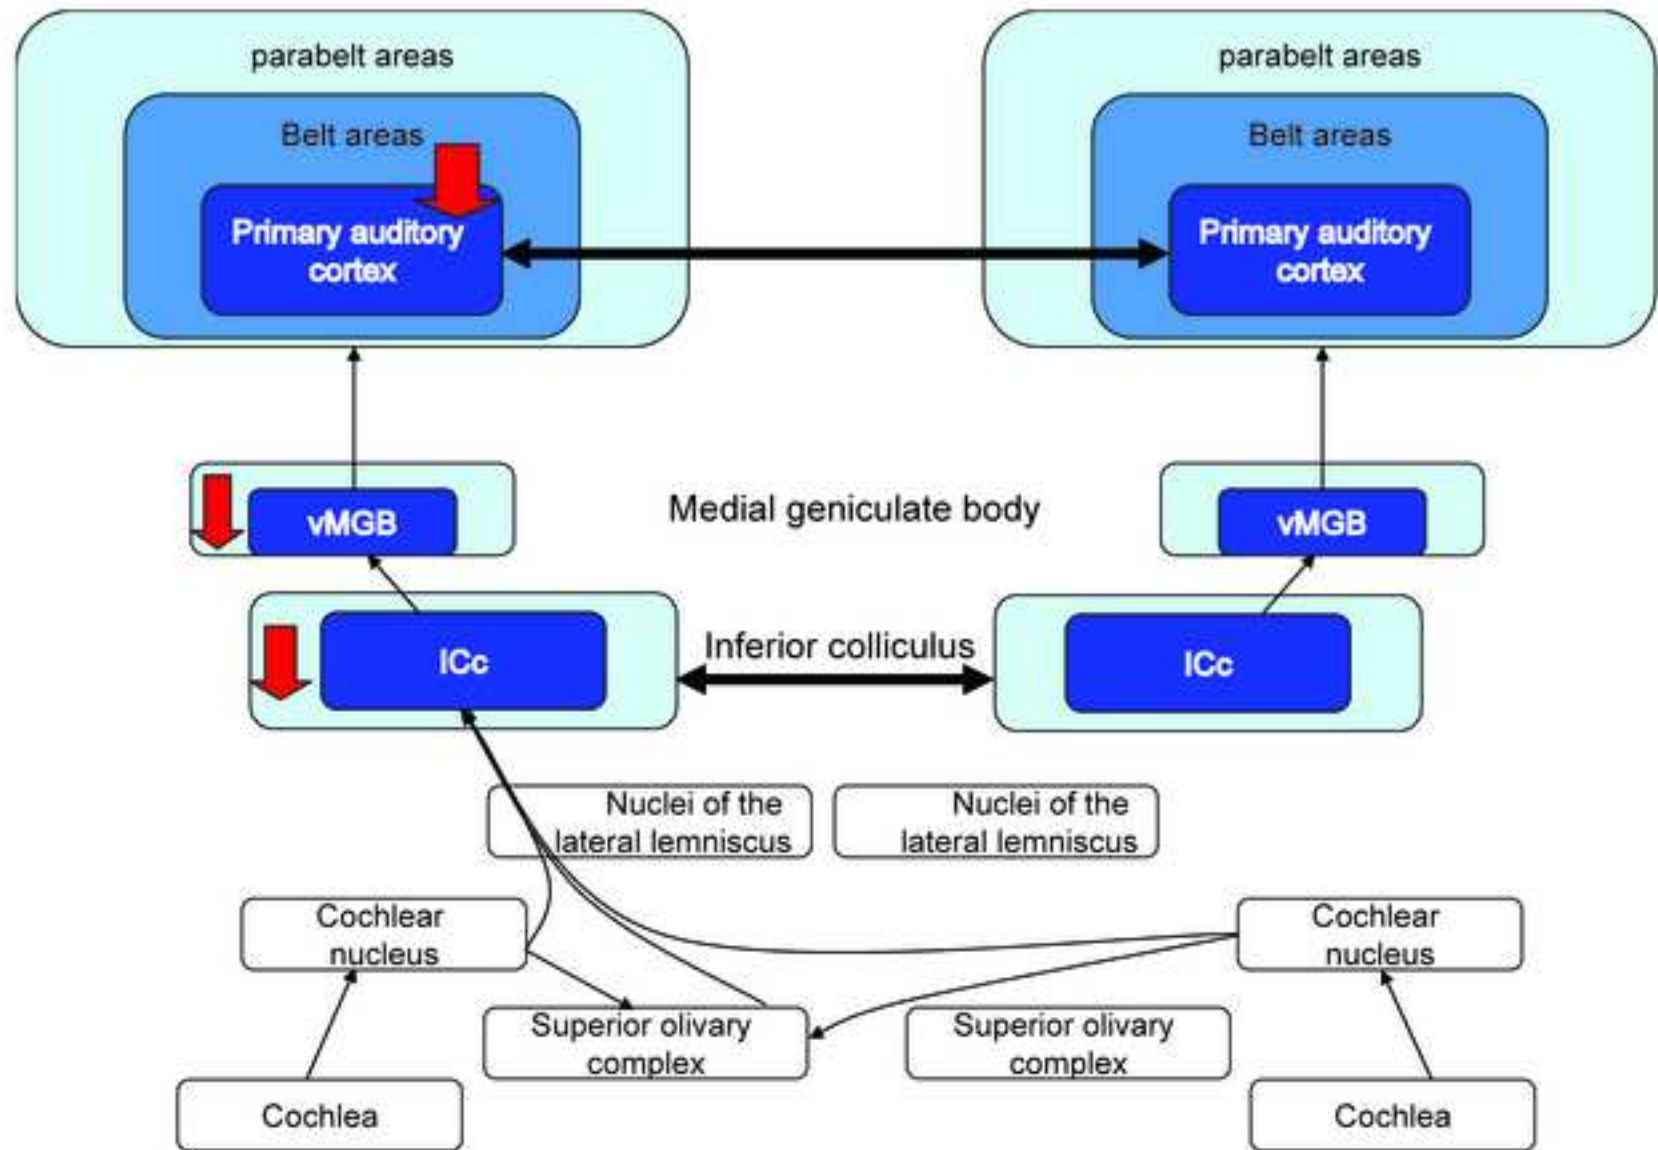 parabelt areas
parabelt areas
Belt areas
Belt areas
Primary auditory
cortex
Primary auditory
cortex
vMGB
Medial geniculate body
vMGB
ICc
Inferior colliculus
ICc
Nuclei of the
lateral lemniscus
Nuclei of the
lateral lemniscus
Cochlear
nucleus
Cochlear
nucleus
Superior olivary
complex
Superior olivary
complex
Cochlea
Cochlea